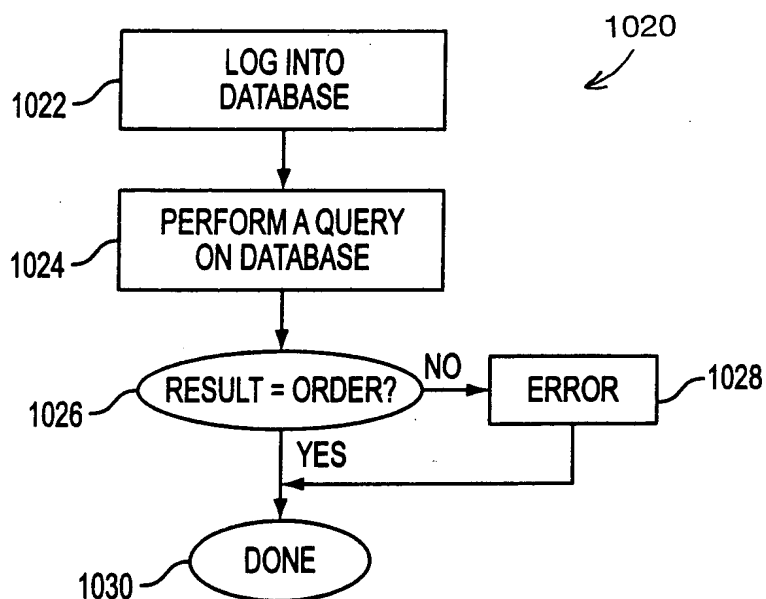 1020
LOG INTO
DATABASE
1022
PERFORM A QUERY
ON DATABASE
1024
RESULT = ORDER?
NO
ERROR
1028
1026
YES
DONE
1030